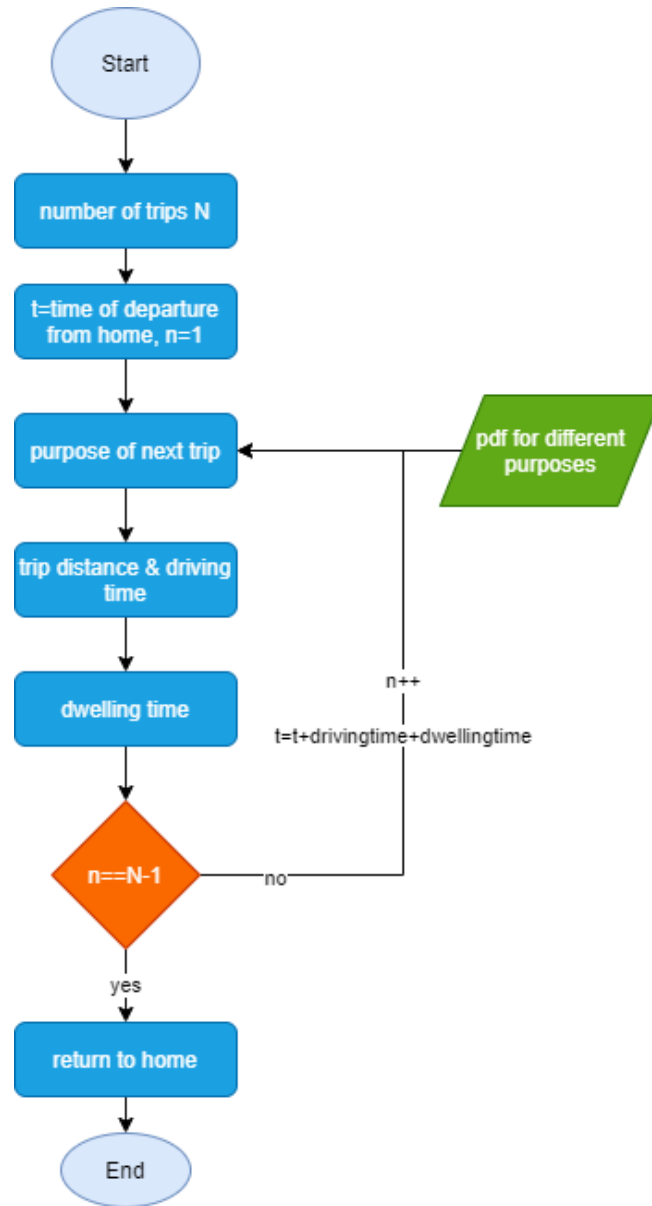 Start
number of trips N
t=time of departure
from home, n=1
purpose of next trip
pdf for different
purposes
trip distance & driving
time
dwelling time
n++
t=t+drivingtime+dwellingtime
n==N-1
no
yes
return to home
End